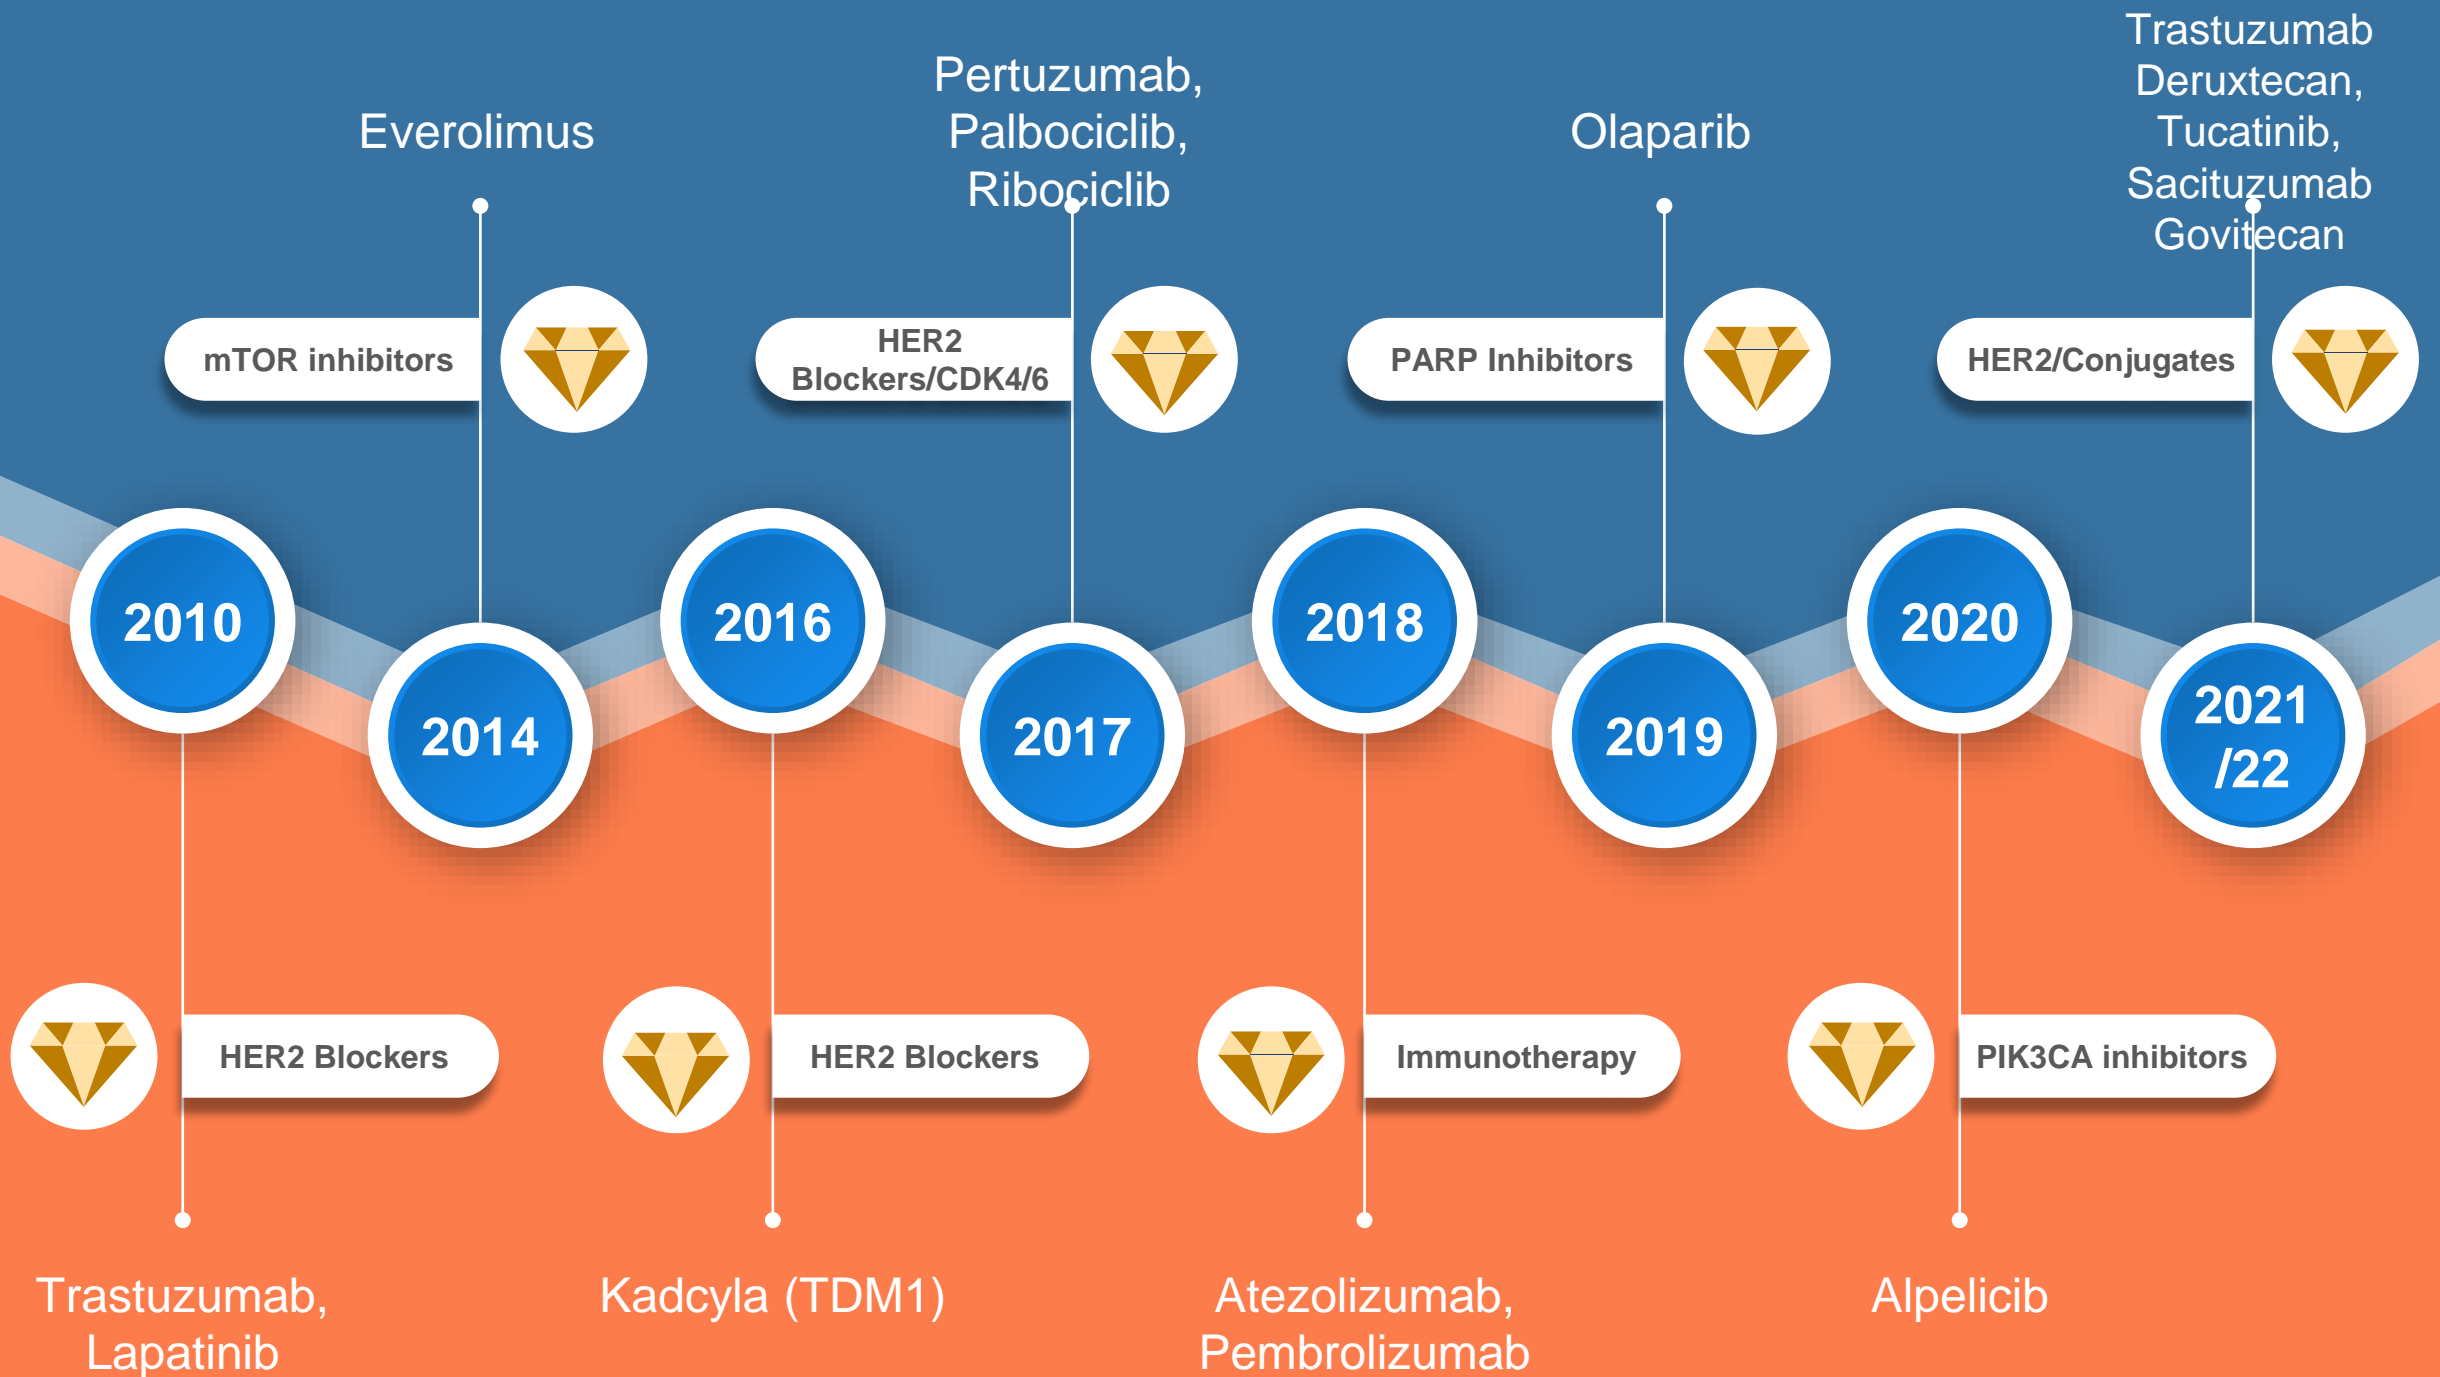 Trastuzumab
Deruxtecan,
Tucatinib,
Sacituzumab
Govitecan
Pertuzumab,
Palbociclib,
Ribociclib
Everolimus
Olaparib
mTOR inhibitors
HER2
Blockers/CDK4/6
PARP Inhibitors
HER2/Conjugates
2010
2014
2016
2017
2018
2019
2020
2021
/22
HER2 Blockers
HER2 Blockers
Immunotherapy
PIK3CA inhibitors
Trastuzumab,
Lapatinib
Kadcyla (TDM1)
Atezolizumab,
Pembrolizumab
Alpelicib